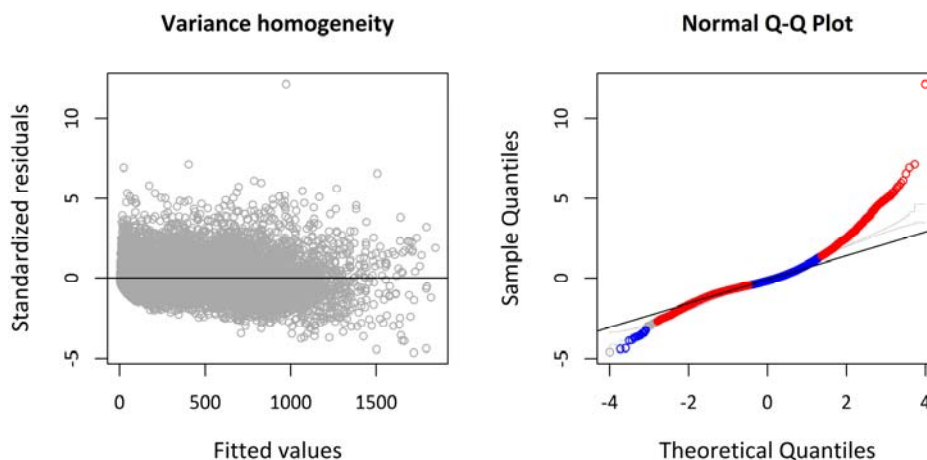 Variance homogeneity
Standardized residuals
10
5
0
-5
0 500 1000 1500
Fitted values
Normal Q-Q Plot
Sample Quantiles
10
5
0
-5
-4 -2 0 2 4
Theoretical Quantiles